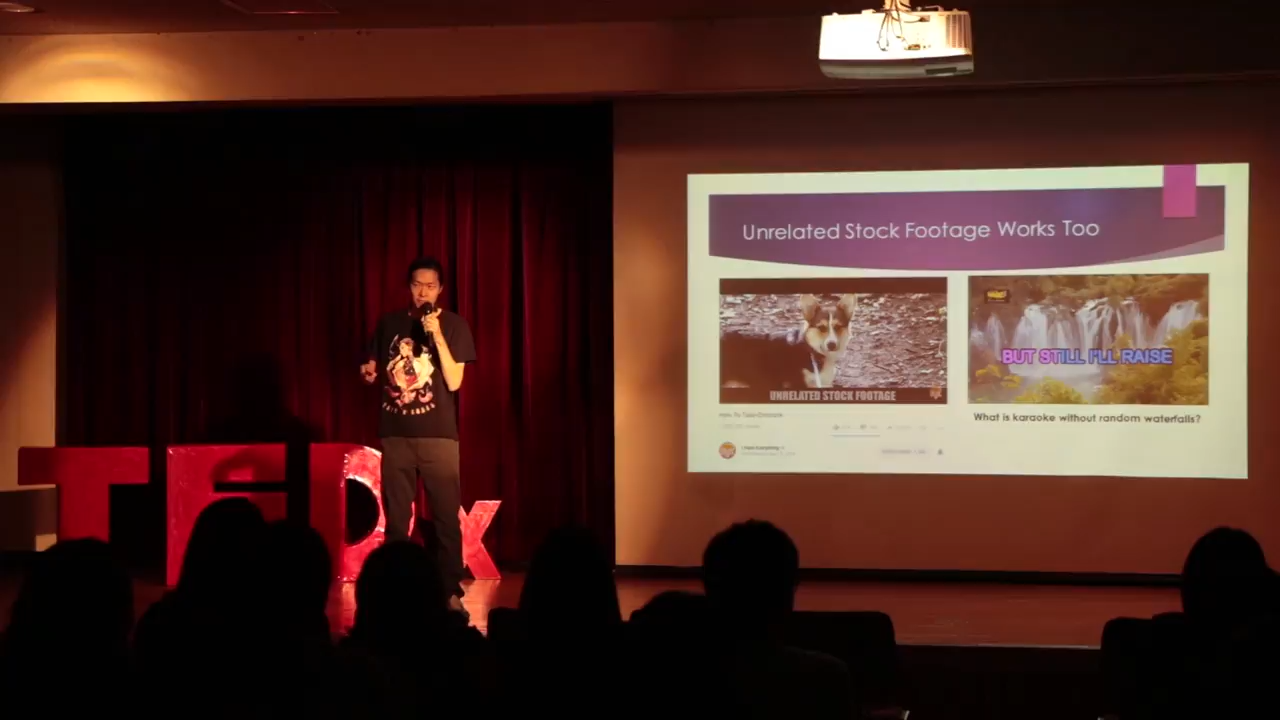 TEDx
Unrelated Stock Footage Works Too
UNRELATED STOCK FOOTAGE
BUT STILL I'LL RAISE
What is karaoke without random waterfalls?